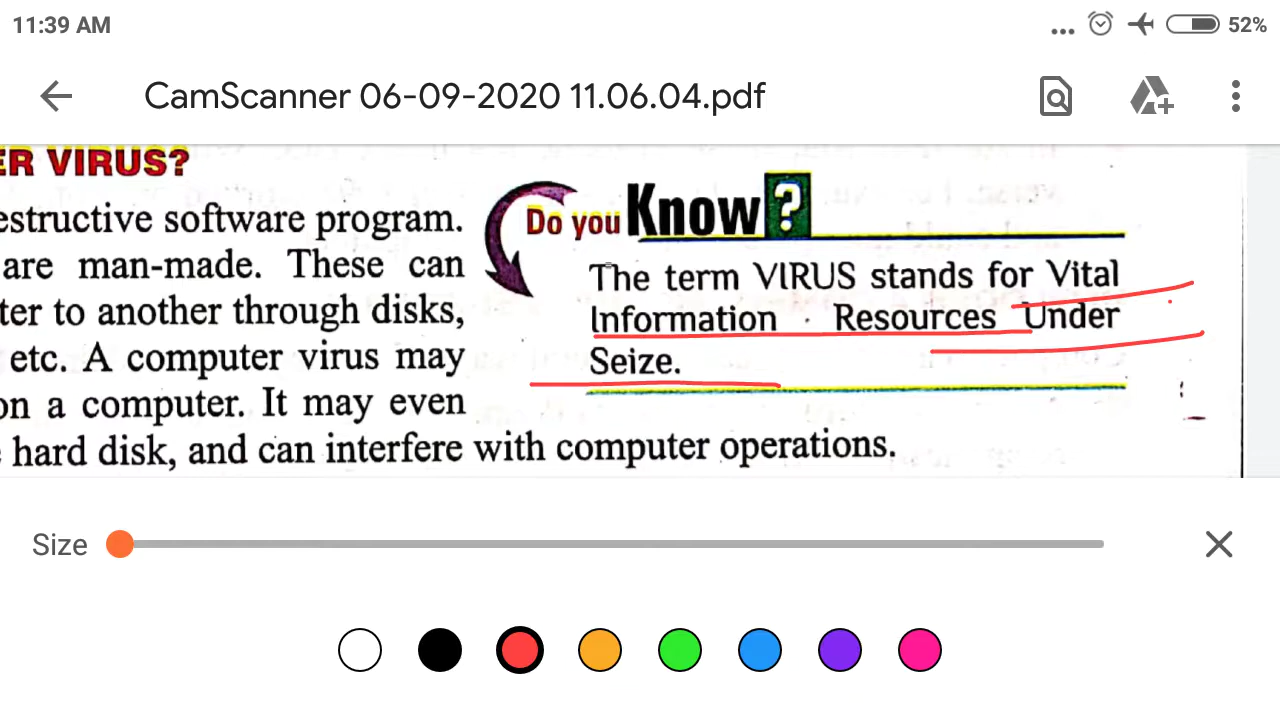 11:39 AM
52%
CamScanner 06-09-2020 11.06.04.pdf
ER VIRUS?
Do you Know?
estructive software program.
are man-made. These can
ter to another through disks,
etc. A computer virus may
on a computer. It may even
hard disk, and can interfere with computer operations.
The term VIRUS stands for Vital
Information Resources Under
Seize.
Size